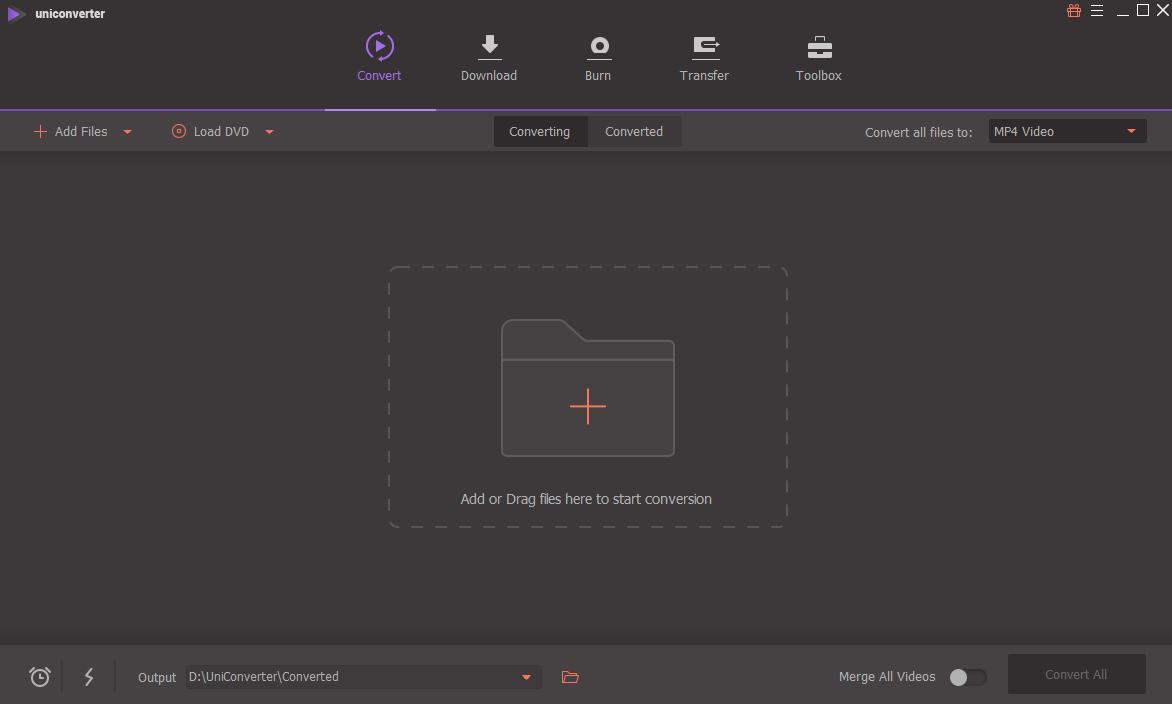 uniconverter
Convert
Download
Burn
Transfer
Toolbox
Add Files
Load DVD
Converting
Converted
Convert all files to:
MP4 Video
Add or Drag files here to start conversion
Output
D:\UniConverter\Converted
Merge All Videos
Convert All